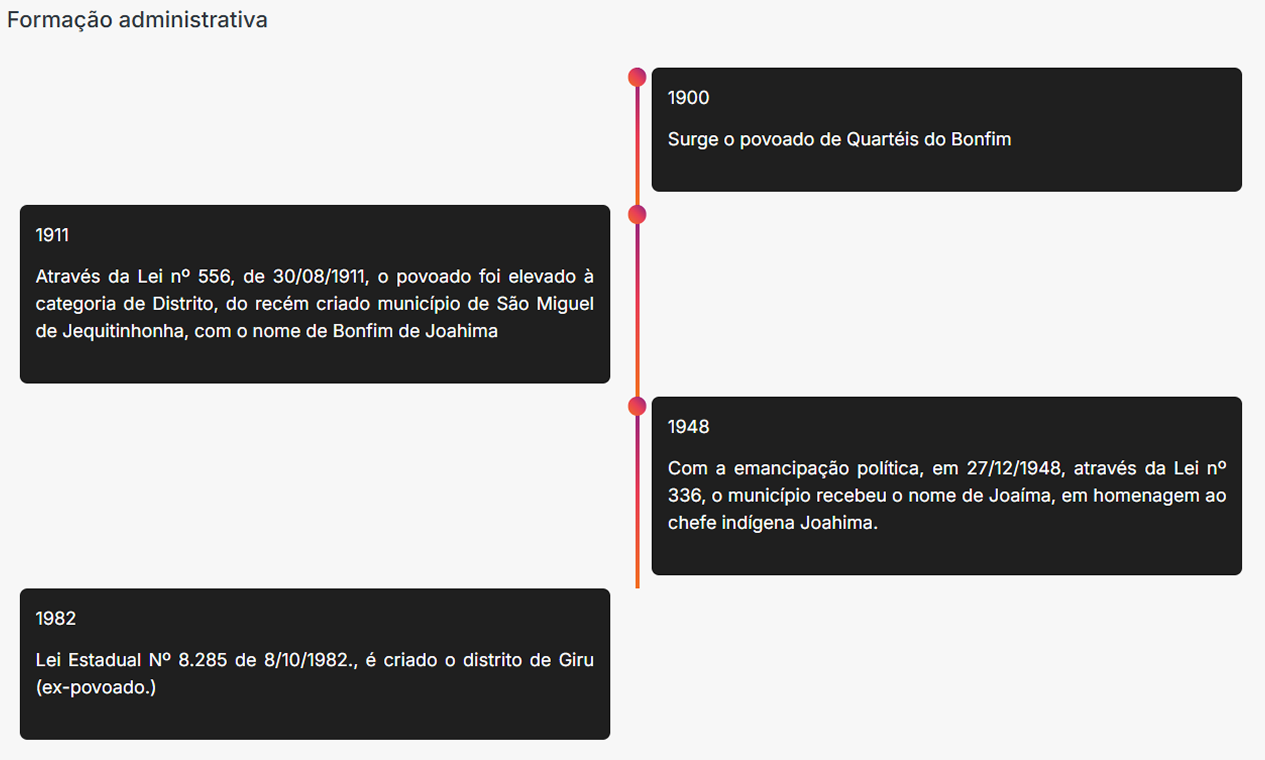 Formação administrativa
1900
Surge o povoado de Quartéis do Bonfim
1911
Através da Lei nº 556, de 30/08/1911, o povoado foi elevado à
categoria de Distrito, do recém criado município de São Miguel
de Jequitinhonha, com o nome de Bonfim de Joahima
1948
Com a emancipação política, em 27/12/1948, através da Lei nº
336, o município recebeu o nome de Joaíma, em homenagem ao
chefe indígena Joahima.
1982
Lei Estadual Nº 8.285 de 8/10/1982., é criado o distrito de Giru
(ex-povoado.)